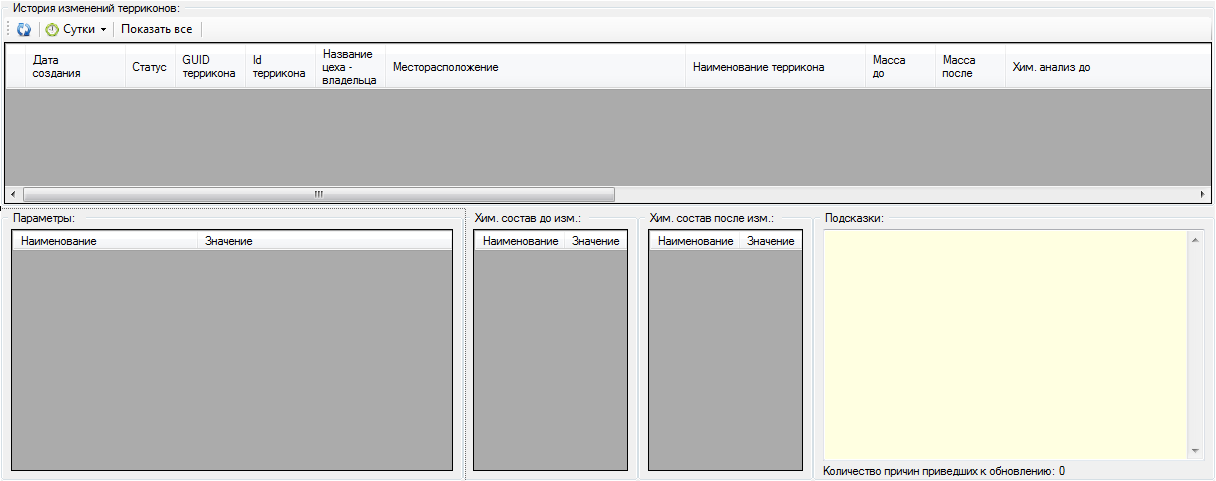 История изменений терриконов:
Сутки Показать все
Дата создания Статус GUID террикона Id террикона Название цеха - владельца Месторасположение Наименование террикона Масса до Масса после Хим. анализ до
Параметры: Хим. состав до изм.: Хим. состав после изм.: Подсказки:
Наименование Значение Наименование Значение Наименование Значение
Количество причин приведших к обновлению: 0